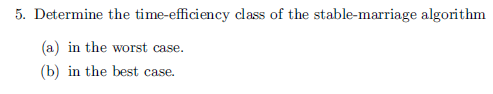 5. Determine the time-efficiency class of the stable-marriage algorithm
(a) in the worst case.
(b) in the best case.